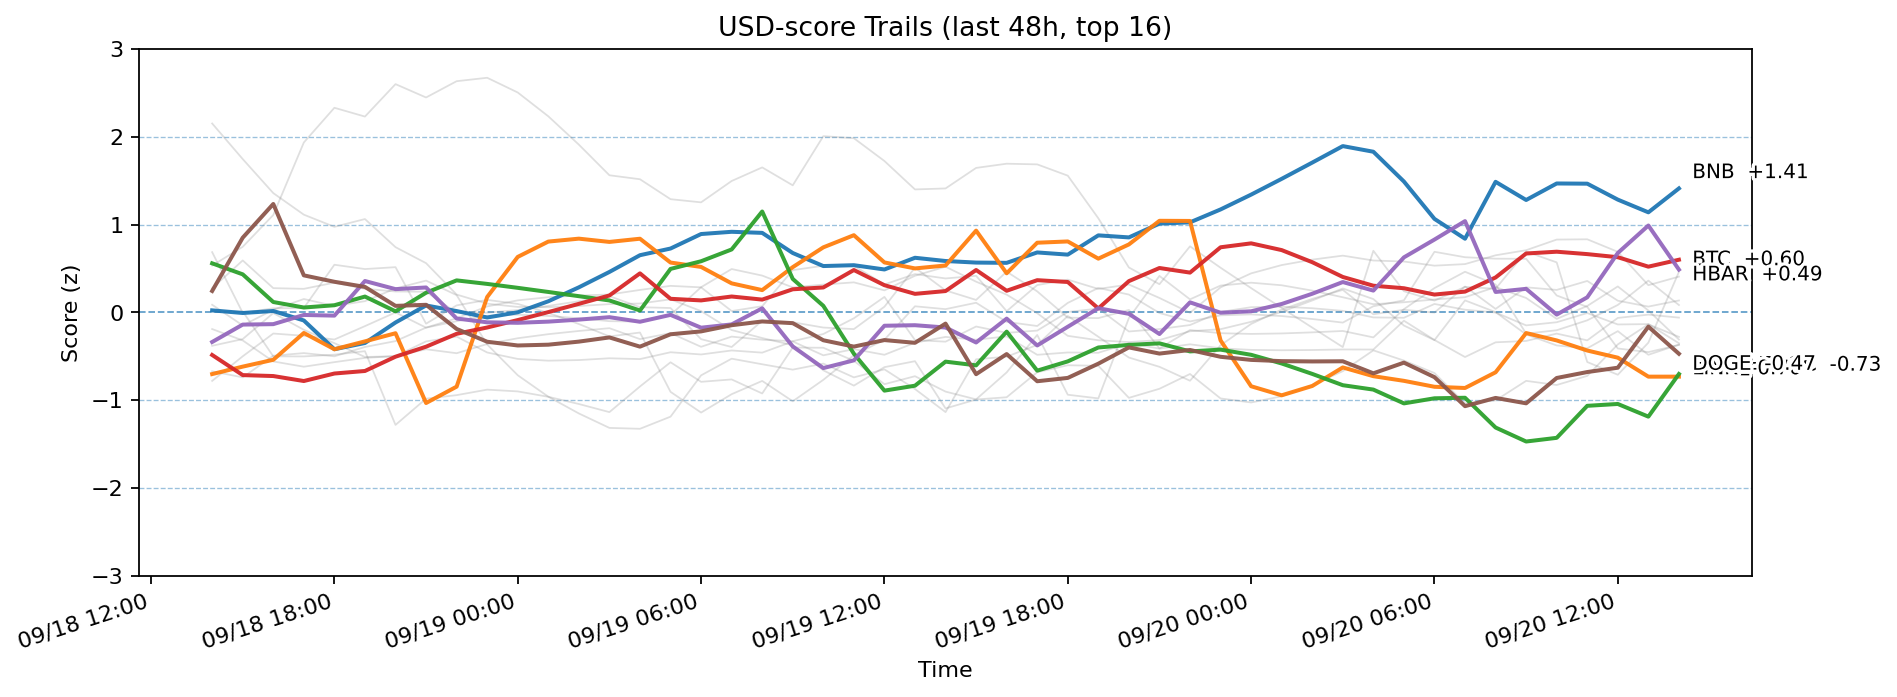 USD-score Trails (last 48h, top 16)
3
2
1
0
−1
−2
−3
Score (z)
BNB +1.41
BTC +0.60
HBAR +0.49
DOGE -0.47
-0.73
09/18 12:00
09/18 18:00
09/19 00:00
09/19 06:00
09/19 12:00
09/19 18:00
09/20 00:00
09/20 06:00
09/20 12:00
Time